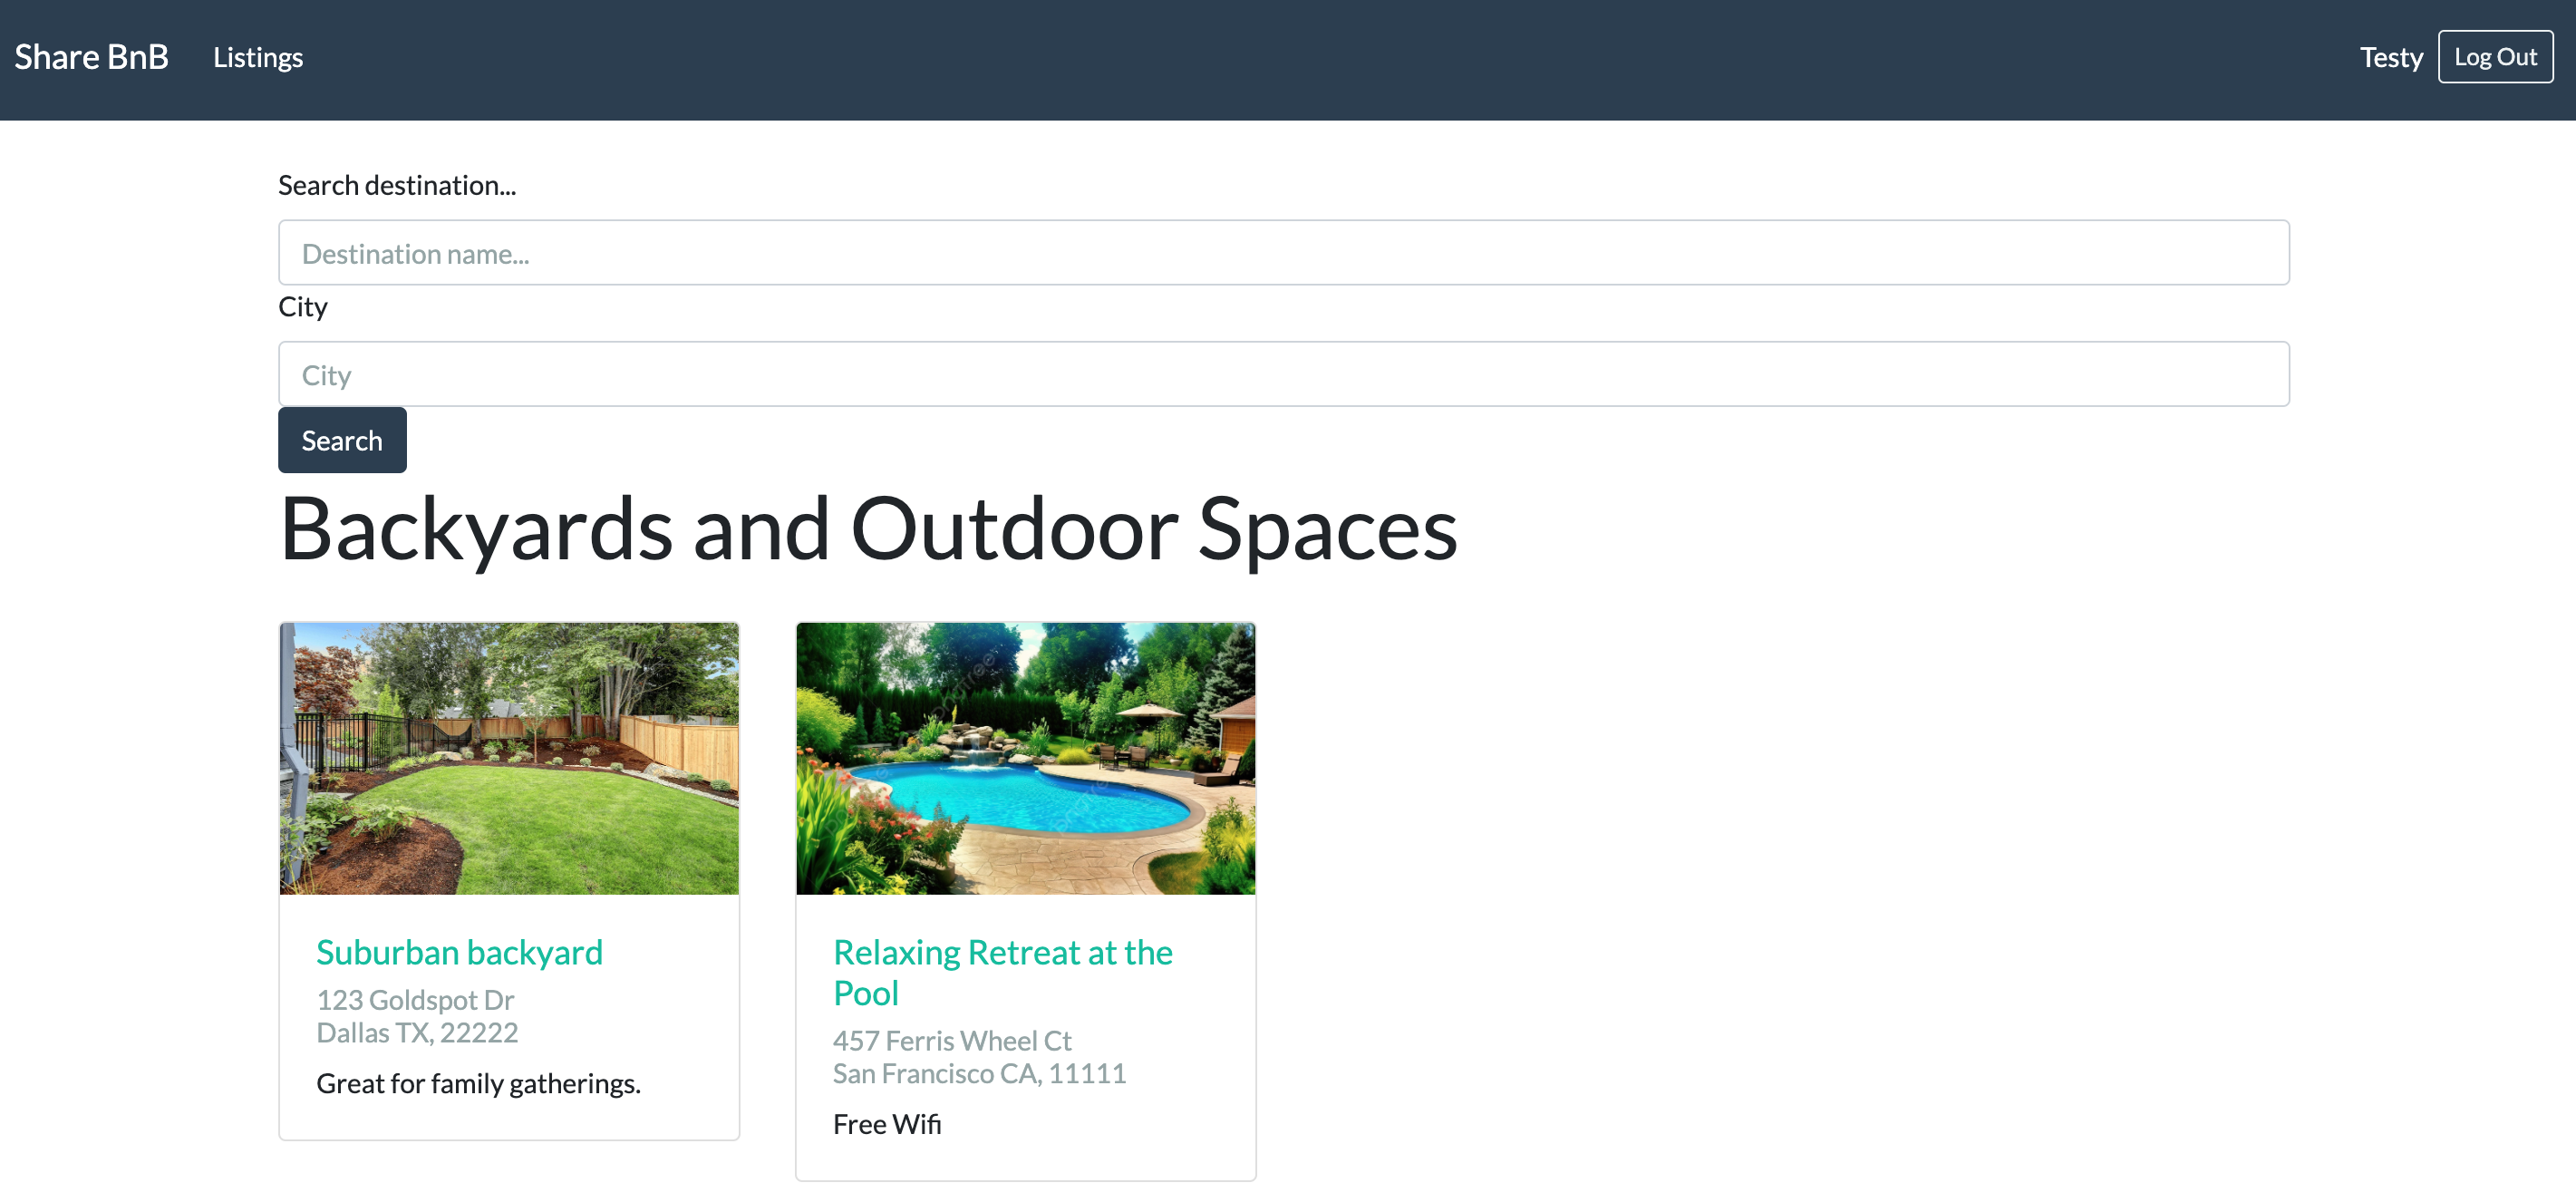 Share BnB
Listings
Testy
Log Out
Search destination...
Destination name...
City
City
Search
Backyards and Outdoor Spaces
Suburban backyard
123 Goldspot Dr
Dallas TX, 22222
Great for family gatherings.
Relaxing Retreat at the
Pool
457 Ferris Wheel Ct
San Francisco CA, 11111
Free Wifi